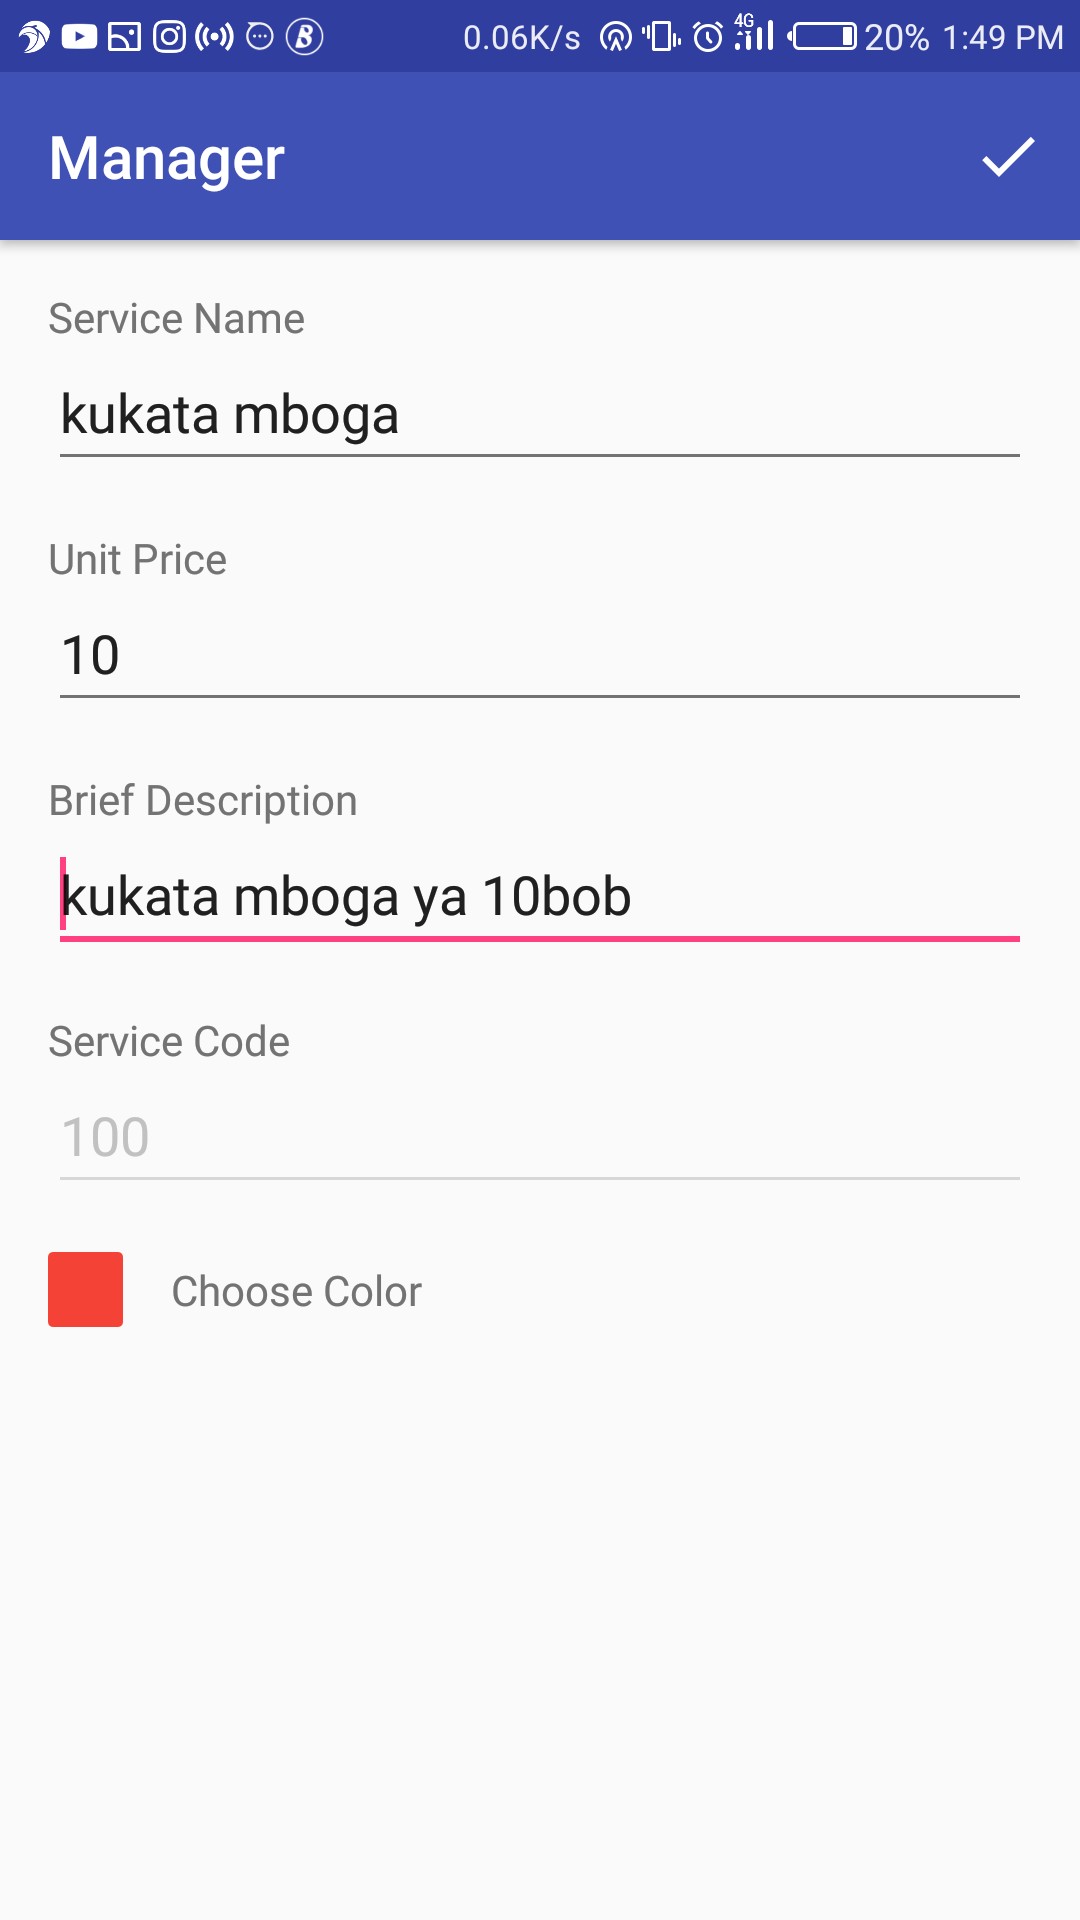 0.06K/s 4G 20% 1:49 PM
Manager
Service Name
kukata mboga
Unit Price
10
Brief Description
kukata mboga ya 10bob
Service Code
100
Choose Color